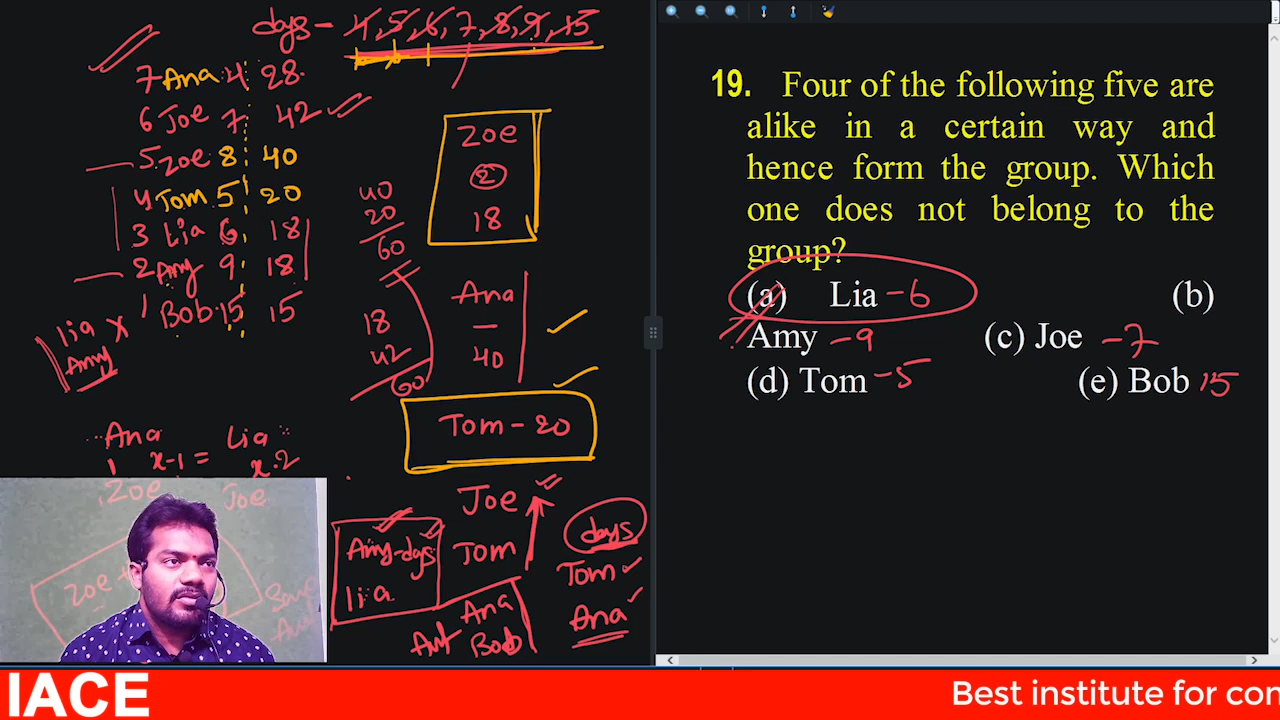 days - 4, 5, 6, 7, 8, 9, 15
7 Ana 4 28
6 Joe 7 42
5 Zoe 8 40
4 Tom 5 20
3 Lia 6 18
2 Amy 9 18
1 Bob 15 15
lia x
Amy
Zoe
2
18
40
20
60
18
42
60
Ana
40
Tom - 20
Ana Lia
1 x-1 = x.2
Zoe Joe
Zoe
Joe
Amy-days
Tom
lia
Ana
Bob
days
Tom
Ana
19. Four of the following five are
alike in a certain way and
hence form the group. Which
one does not belong to the
group?
(a) Lia - 6 (b)
Amy - 9 (c) Joe - 7
(d) Tom - 5 (e) Bob 15
IACE
Best institute for con